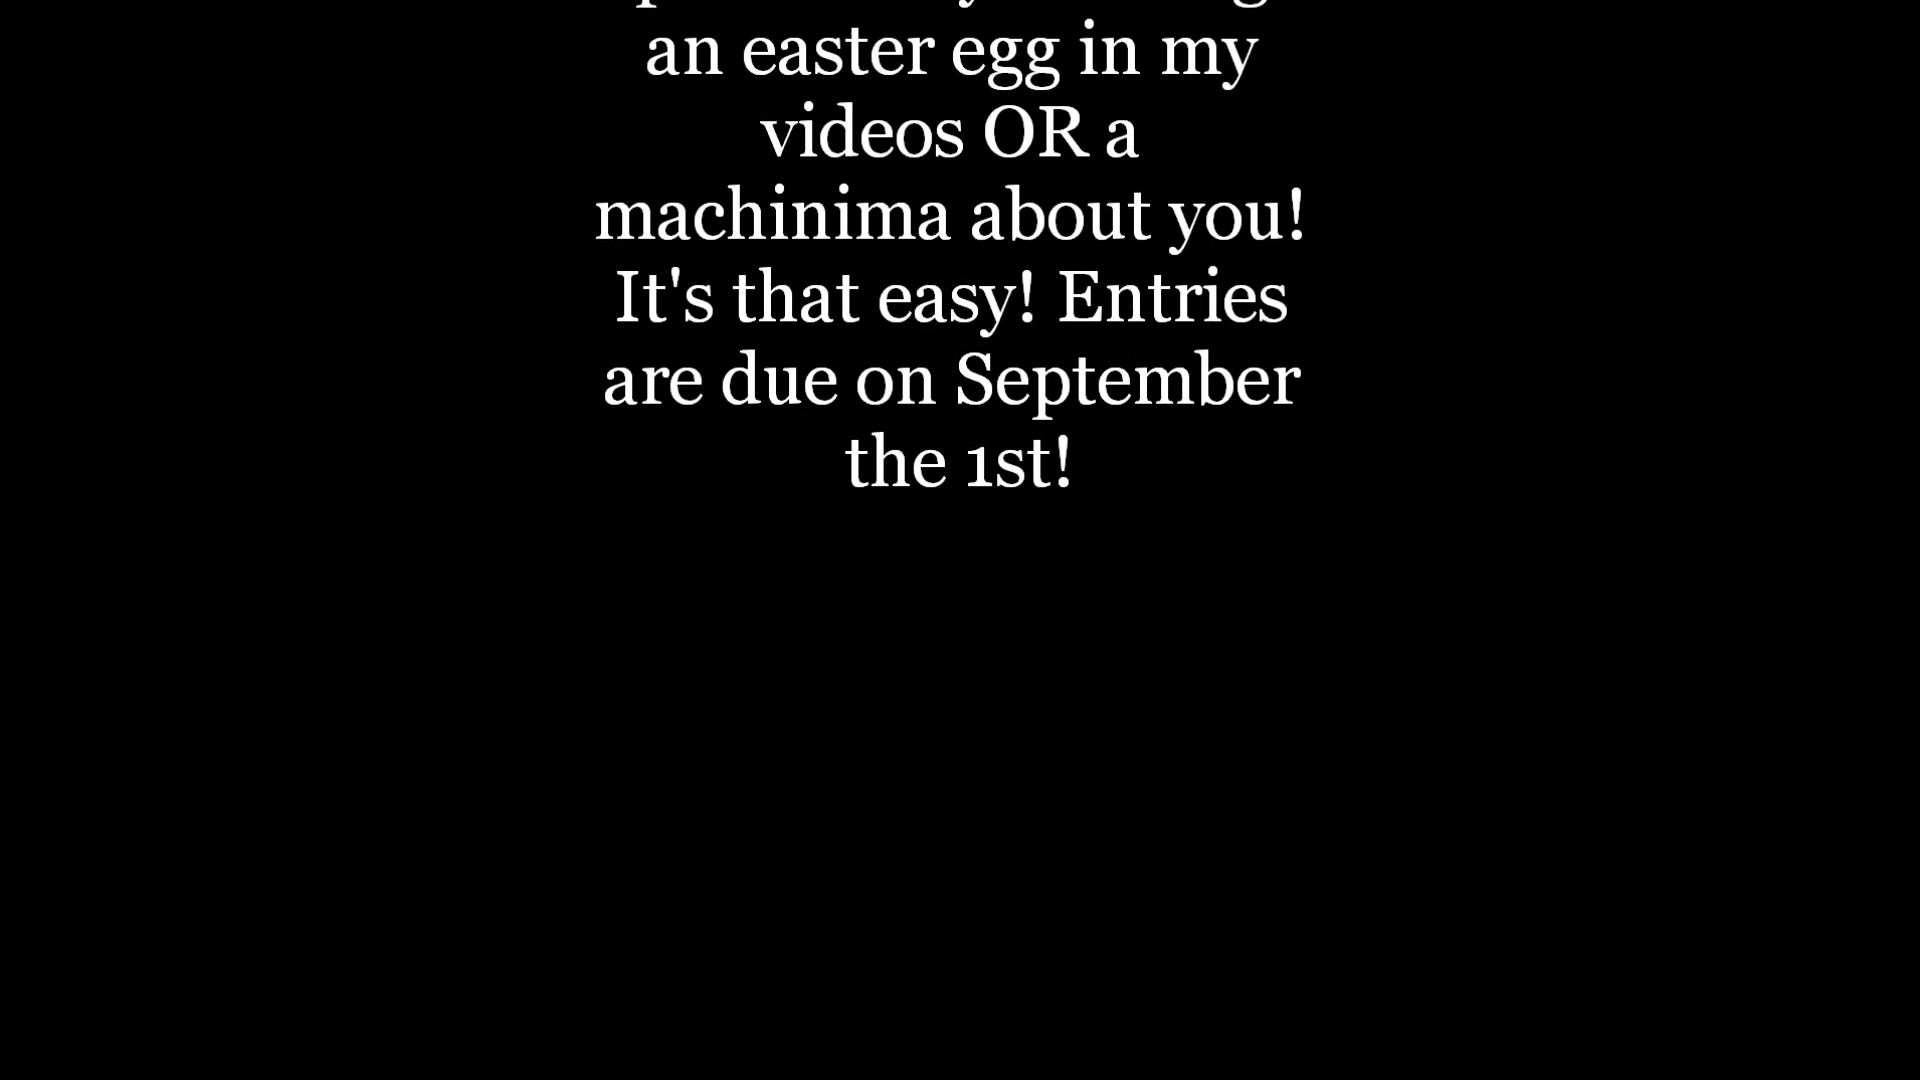 an easter egg in my
videos OR a
machinima about you!
It's that easy! Entries
are due on September
the 1st!